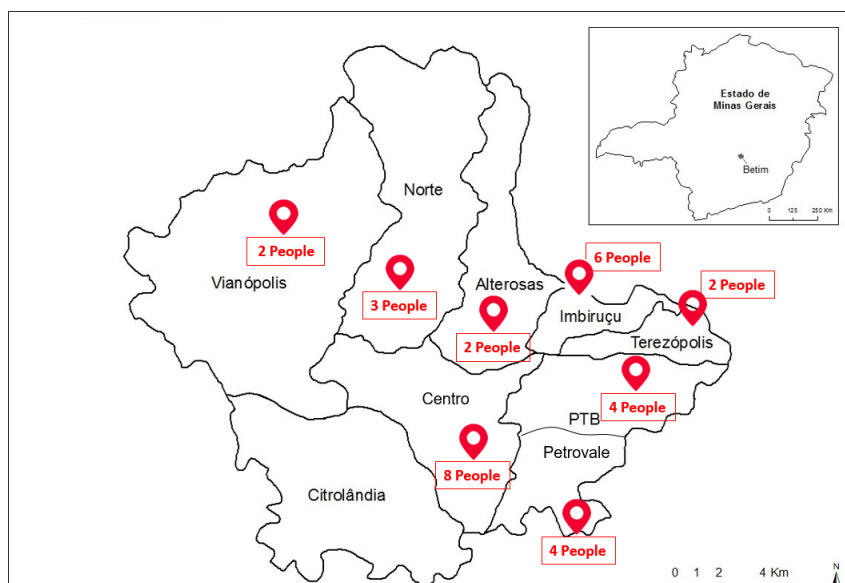 Estado de
Minas Gerais
Betim
0 125 250 Km
Norte
2 People
Vianópolis
3 People
Alterosas
6 People
2 People
Imbiruçu
Terezópolis
2 People
Centro
4 People
PTB
Petrovale
8 People
Citrolândia
4 People
0 1 2 4 Km
N